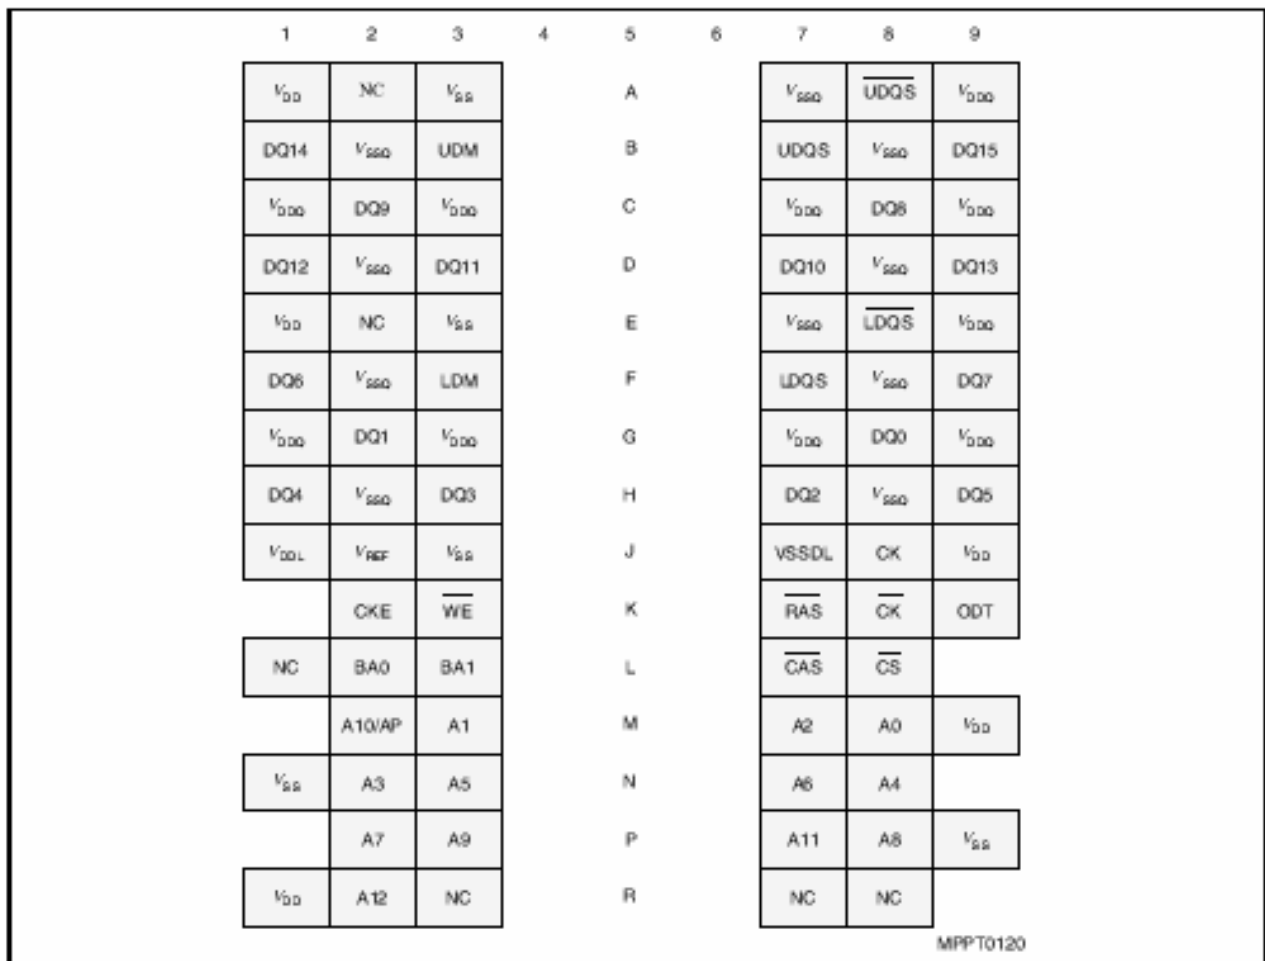 1 2 3 4 5 6 7 8 9
VDD NC VSS A VSSQ UDQS VDDQ
DQ14 VSSQ UDM B UDQS VSSQ DQ15
VDDQ DQ9 VDDQ C VDDQ DQ8 VDDQ
DQ12 VSSQ DQ11 D DQ10 VSSQ DQ13
VDD NC VSS E VSSQ LDQS VDDQ
DQ6 VSSQ LDM F LDQS VSSQ DQ7
VDDQ DQ1 VDDQ G VDDQ DQ0 VDDQ
DQ4 VSSQ DQ3 H DQ2 VSSQ DQ5
VDDL VREF VSS J VSSDL CK VDD
CKE WE K RAS CK ODT
NC BA0 BA1 L CAS CS
A10/AP A1 M A2 A0 VDD
VSS A3 A5 N A6 A4
A7 A9 P A11 A8 VSS
VDD A12 NC R NC NC
MPPT0120